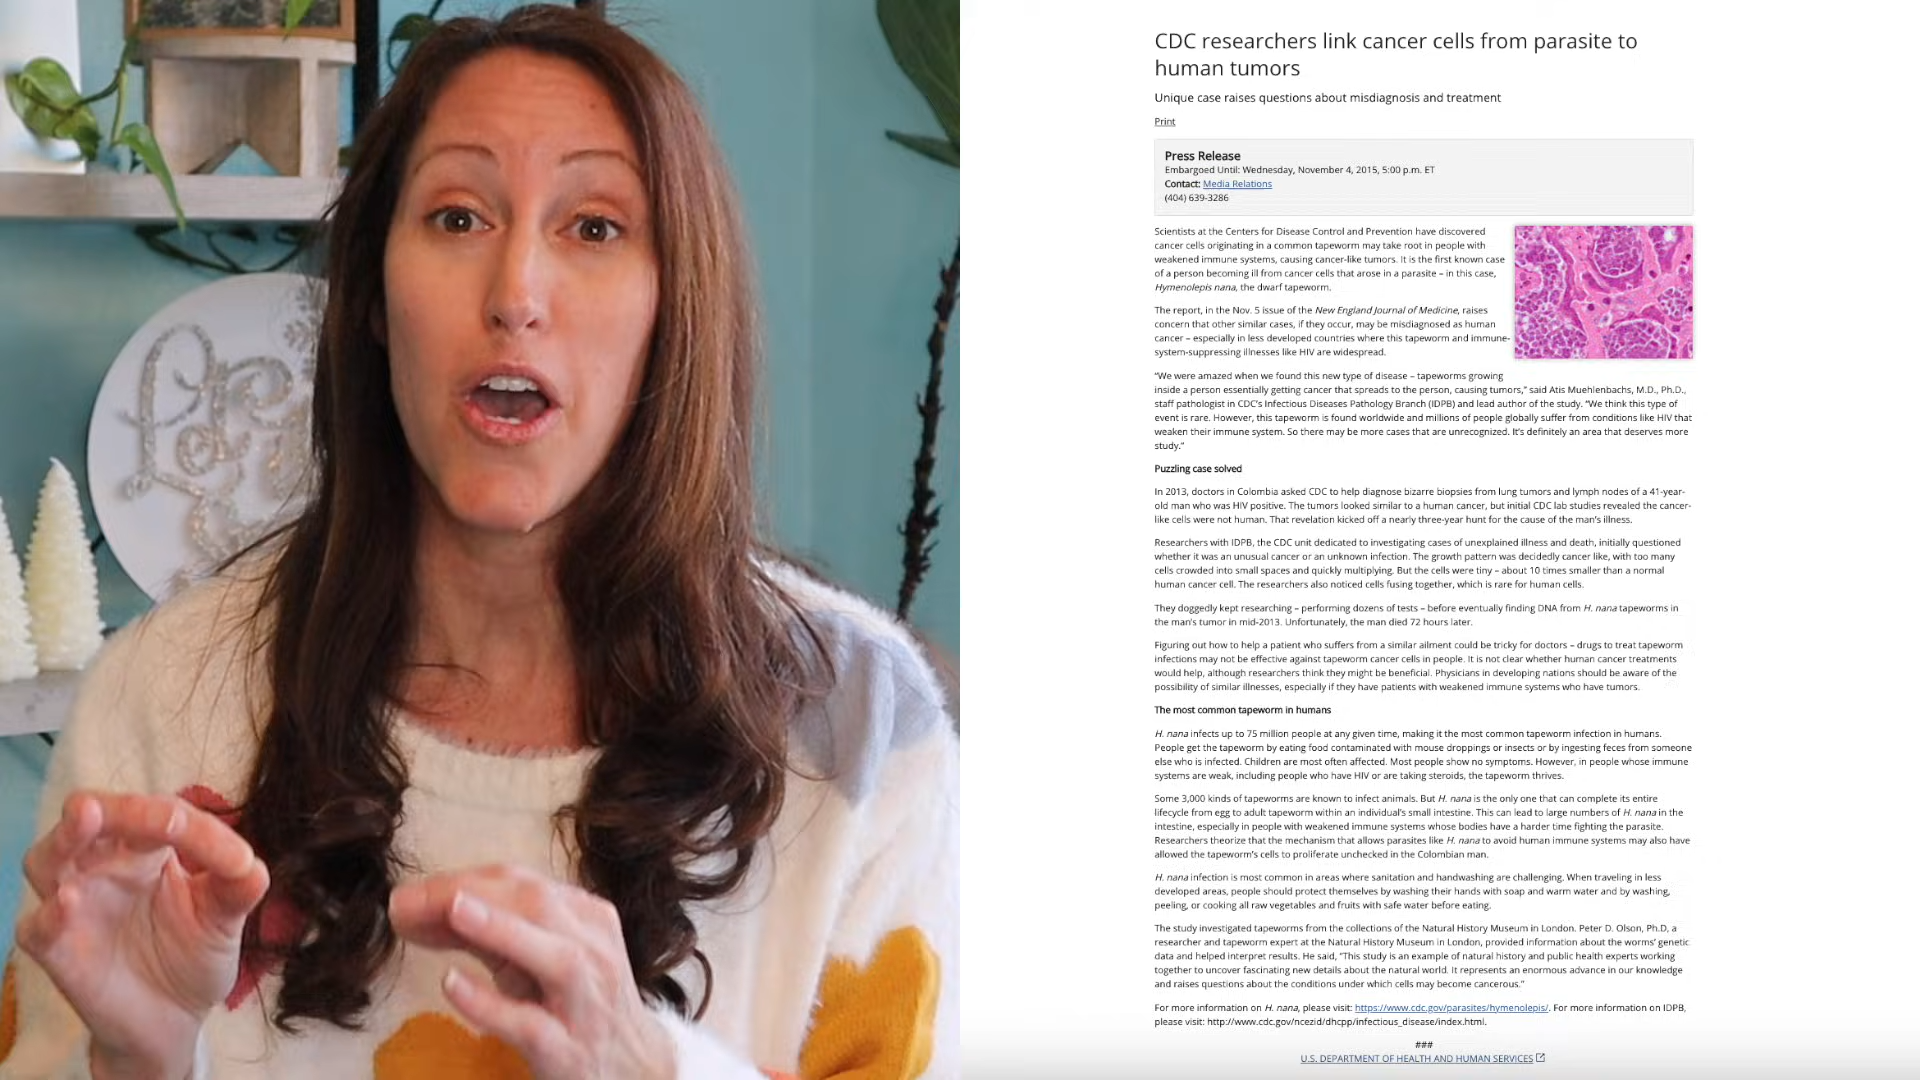 CDC researchers link cancer cells from parasite to
human tumors
Unique case raises questions about misdiagnosis and treatment
Print
Press Release
Embargoed Until: Wednesday, November 4, 2015, 5:00 p.m. ET
Contact: Media Relations
(404) 639-3286
Scientists at the Centers for Disease Control and Prevention have discovered
cancer cells originating in a common tapeworm may take root in people with
weakened immune systems, causing cancer-like tumors. It is the first known case
of a person becoming ill from cancer cells that arose in a parasite – in this case,
Hymenolepis nana, the dwarf tapeworm.
The report, in the Nov. 5 issue of the New England Journal of Medicine, raises
concern that other similar cases, if they occur, may be misdiagnosed as human
cancer – especially in less developed countries where this tapeworm and immune-
system-suppressing illnesses like HIV are widespread.
“We were amazed when we found this new type of disease – tapeworms growing
inside a person essentially getting cancer that spreads to the person, causing tumors,” said Atis Muehlenbachs, M.D., Ph.D.,
staff pathologist in CDC’s Infectious Diseases Pathology Branch (IDPB) and lead author of the study. “We think this type of
event is rare. However, this tapeworm is found worldwide and millions of people globally suffer from conditions like HIV that
weaken their immune system. So there may be more cases that are unrecognized. It’s definitely an area that deserves more
study.”
Puzzling case solved
In 2013, doctors in Colombia asked CDC to help diagnose bizarre biopsies from lung tumors and lymph nodes of a 41-year-
old man who was HIV positive. The tumors looked similar to a human cancer, but initial CDC lab studies revealed the cancer-
like cells were not human. That revelation kicked off a nearly three-year hunt for the cause of the man’s illness.
Researchers with IDPB, the CDC unit dedicated to investigating cases of unexplained illness and death, initially questioned
whether it was an unusual cancer or an unknown infection. The growth pattern was decidedly cancer like, with too many
cells crowded into small spaces and quickly multiplying. But the cells were tiny – about 10 times smaller than a normal
human cancer cell. The researchers also noticed cells fusing together, which is rare for human cells.
They doggedly kept researching – performing dozens of tests – before eventually finding DNA from H. nana tapeworms in
the man’s tumor in mid-2013. Unfortunately, the man died 72 hours later.
Figuring out how to help a patient who suffers from a similar ailment could be tricky for doctors – drugs to treat tapeworm
infections may not be effective against tapeworm cancer cells in people. It is not clear whether human cancer treatments
would help, although researchers think they might be beneficial. Physicians in developing nations should be aware of the
possibility of similar illnesses, especially if they have patients with weakened immune systems who have tumors.
The most common tapeworm in humans
H. nana infects up to 75 million people at any given time, making it the most common tapeworm infection in humans.
People get the tapeworm by eating food contaminated with mouse droppings or insects or by ingesting feces from someone
else who is infected. Children are most often affected. Most people show no symptoms. However, in people whose immune
systems are weak, including people who have HIV or are taking steroids, the tapeworm thrives.
Some 3,000 kinds of tapeworms are known to infect animals. But H. nana is the only one that can complete its entire
lifecycle from egg to adult tapeworm within an individual’s small intestine. This can lead to large numbers of H. nana in the
intestine, especially in people with weakened immune systems whose bodies have a harder time fighting the parasite.
Researchers theorize that the mechanism that allows parasites like H. nana to avoid human immune systems may also have
allowed the tapeworm’s cells to proliferate unchecked in the Colombian man.
H. nana infection is most common in areas where sanitation and handwashing are challenging. When traveling in less
developed areas, people should protect themselves by washing their hands with soap and warm water and by washing,
peeling, or cooking all raw vegetables and fruits with safe water before eating.
The study investigated tapeworms from the collections of the Natural History Museum in London. Peter D. Olson, Ph.D, a
researcher and tapeworm expert at the Natural History Museum in London, provided information about the worms’ genetic
data and helped interpret results. He said, “This study is an example of natural history and public health experts working
together to uncover fascinating new details about the natural world. It represents an enormous advance in our knowledge
and raises questions about the conditions under which cells may become cancerous.”
For more information on H. nana, please visit: https://www.cdc.gov/parasites/hymenolepis/. For more information on IDPB,
please visit: http://www.cdc.gov/ncezid/dhcpp/infectious_disease/index.html.
###
U.S. DEPARTMENT OF HEALTH AND HUMAN SERVICES